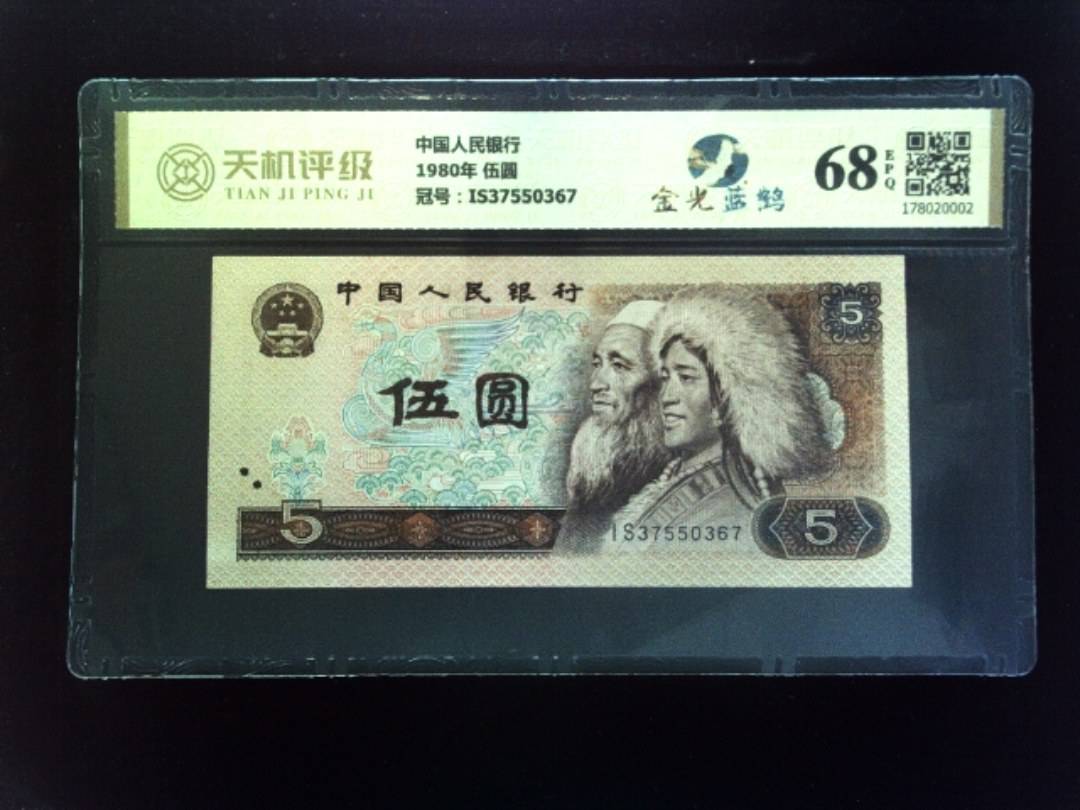 天机评级
TIAN JI PING JI
中国人民银行
1980年 伍圆
冠号：IS37550367
金光蓝鹤
68
EPQ
178020002
中国人民银行
5
伍圆
5
IS37550367
5